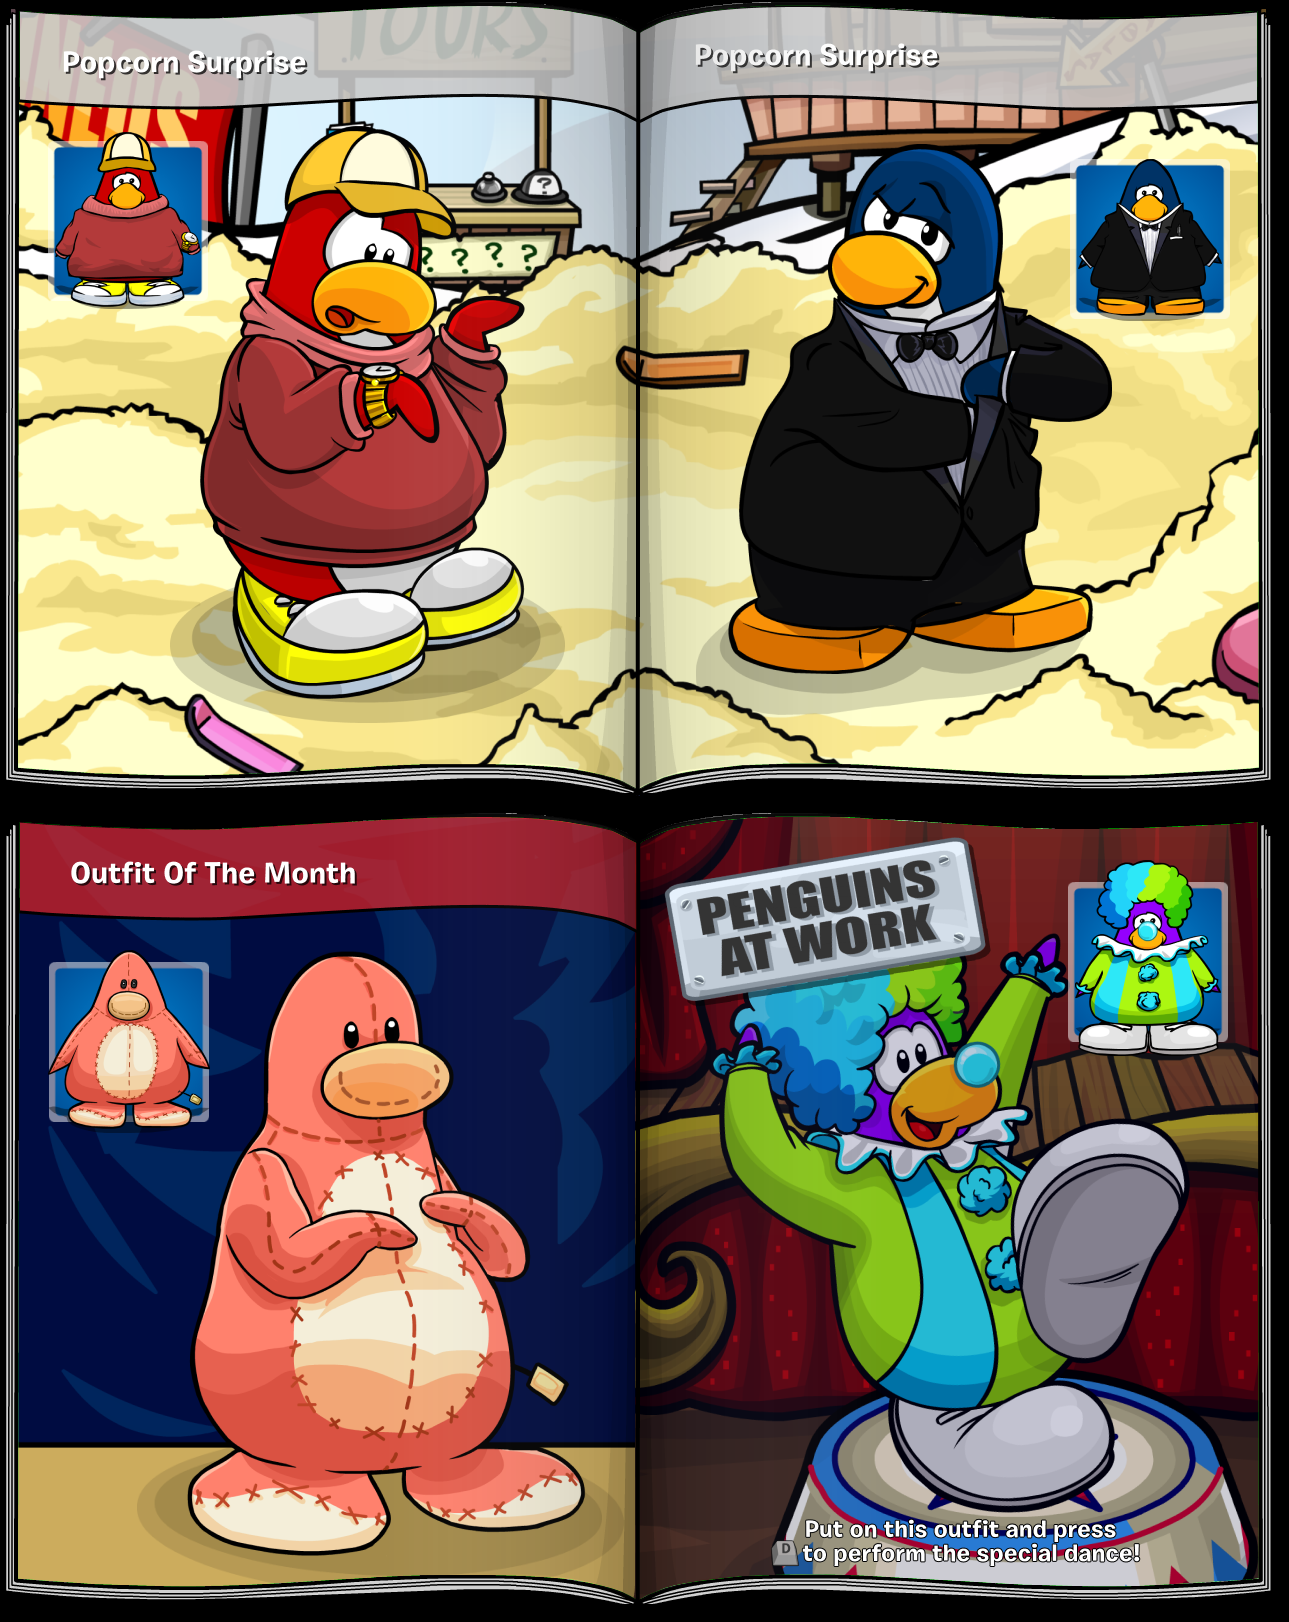 TOURS
Popcorn Surprise
Popcorn Surprise
?
? ? ? ?
Outfit Of The Month
PENGUINS
AT WORK
Put on this outfit and press
D to perform the special dance!